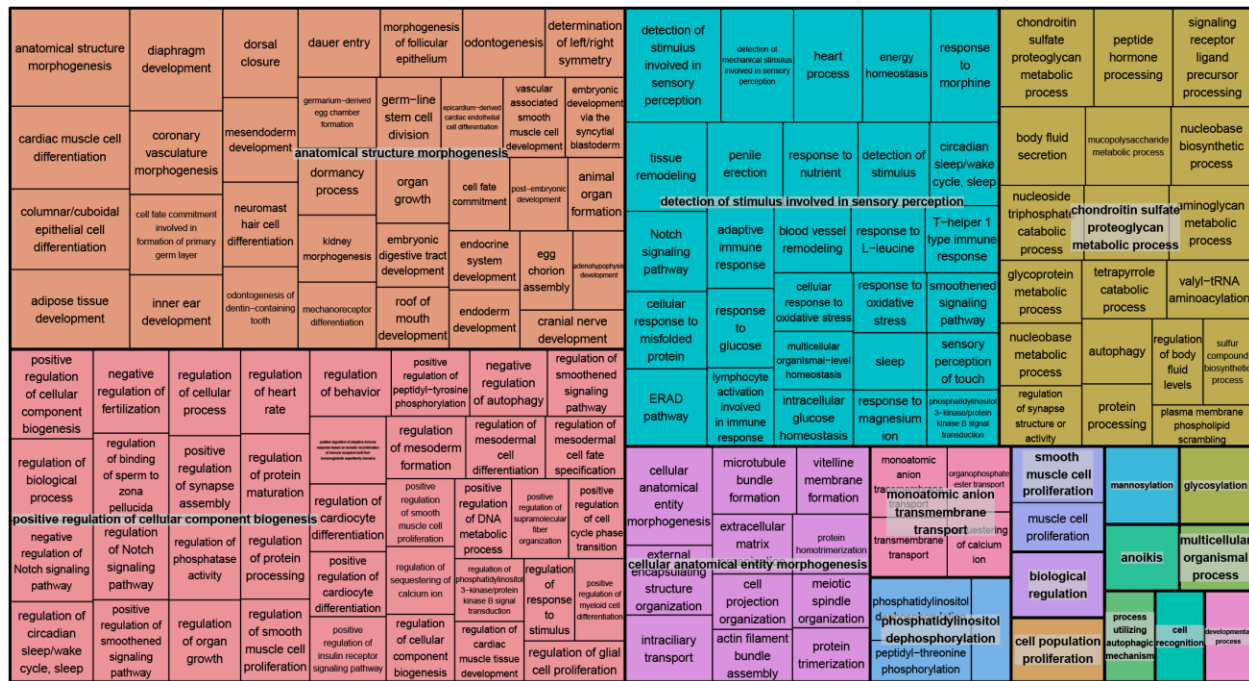 anatomical structure
morphogenesis
diaphragm
development
dorsal
closure
dauer entry
morphogenesis
of follicular
epithelium
odontogenesis
determination
of left/right
symmetry
cardiac muscle cell
differentiation
coronary
vasculature
morphogenesis
mesendoderm
development
germarium-derived
egg chamber
formation
germ-line
stem cell
division
epicardium-derived
cardiac endothelial
cell differentiation
vascular
associated
smooth
muscle cell
development
embryonic
development
via the
syncytial
blastoderm
anatomical structure morphogenesis
columnar/cuboidal
epithelial cell
differentiation
cell fate commitment
involved in
formation of primary
germ layer
neuromast
hair cell
differentiation
dormancy
process
organ
growth
cell fate
commitment
post-embryonic
development
animal
organ
formation
kidney
morphogenesis
embryonic
digestive tract
development
endocrine
system
development
egg
chorion
assembly
adenohypophysis
development
adipose tissue
development
inner ear
development
odontogenesis of
dentin-containing
tooth
mechanoreceptor
differentiation
roof of
mouth
development
endoderm
development
cranial nerve
development
detection of
stimulus
involved in
sensory
perception
detection of
mechanical stimulus
involved in sensory
perception
heart
process
energy
homeostasis
response
to
morphine
tissue
remodeling
penile
erection
response to
nutrient
detection of
stimulus
circadian
sleep/wake
cycle, sleep
detection of stimulus involved in sensory perception
Notch
signaling
pathway
adaptive
immune
response
blood vessel
remodeling
response to
L-leucine
T-helper 1
type immune
response
cellular
response to
misfolded
protein
response
to
glucose
cellular
response to
oxidative stress
response to
oxidative
stress
smoothened
signaling
pathway
multicellular
organismal-level
homeostasis
sleep
sensory
perception
of touch
ERAD
pathway
lymphocyte
activation
involved
in immune
response
intracellular
glucose
homeostasis
response to
magnesium
ion
phosphatidylinositol
3-kinase/protein
kinase B signal
transduction
chondroitin
sulfate
proteoglycan
metabolic
process
peptide
hormone
processing
signaling
receptor
ligand
precursor
processing
body fluid
secretion
mucopolysaccharide
metabolic process
nucleobase
biosynthetic
process
nucleoside
triphosphate
catabolic
process
chondroitin sulfate
proteoglycan
metabolic process
aminoglycan
metabolic
process
glycoprotein
metabolic
process
tetrapyrrole
catabolic
process
valyl-tRNA
aminoacylation
nucleobase
metabolic
process
autophagy
regulation
of body
fluid
levels
sulfur
compound
biosynthetic
process
regulation
of synapse
structure or
activity
protein
processing
plasma membrane
phospholipid
scrambling
positive
regulation
of cellular
component
biogenesis
negative
regulation of
fertilization
regulation
of cellular
process
regulation
of heart
rate
regulation
of behavior
positive
regulation of
peptidyl-tyrosine
phosphorylation
negative
regulation
of autophagy
regulation of
smoothened
signaling
pathway
regulation of
biological
process
regulation
of binding
of sperm to
zona
pellucida
positive
regulation
of synapse
assembly
regulation
of protein
maturation
positive regulation of adaptive immune
response based on somatic recombination
of immune receptors built from
immunoglobulin superfamily domains
regulation
of mesoderm
formation
regulation of
mesodermal
cell
differentiation
regulation of
mesodermal
cell fate
specification
positive regulation of cellular component biogenesis
regulation of
cardiocyte
differentiation
positive
regulation
of smooth
muscle cell
proliferation
positive
regulation
of DNA
metabolic
process
positive
regulation of
supramolecular
fiber
organization
positive
regulation
of cell
cycle phase
transition
negative
regulation of
Notch signaling
pathway
regulation
of Notch
signaling
pathway
regulation of
phosphatase
activity
regulation
of protein
processing
positive
regulation of
cardiocyte
differentiation
regulation of
sequestering of
calcium ion
regulation of
phosphatidylinositol
3-kinase/protein
kinase B signal
transduction
regulation
of
response to
stimulus
positive
regulation of
myeloid cell
differentiation
regulation of
circadian
sleep/wake
cycle, sleep
positive
regulation of
smoothened
signaling
pathway
regulation
of organ
growth
regulation
of smooth
muscle cell
proliferation
positive
regulation of
insulin receptor
signaling pathway
regulation
of cellular
component
biogenesis
regulation of
cardiac muscle
tissue
development
regulation of glial
cell proliferation
cellular
anatomical
entity
morphogenesis
microtubule
bundle
formation
vitelline
membrane
formation
external
encapsulating
structure
organization
extracellular
matrix
protein
homotrimerization
cellular anatomical entity morphogenesis
cell
projection
organization
meiotic
spindle
organization
intraciliary
transport
actin filament
bundle
assembly
protein
trimerization
monoatomic
anion
organophosphate
ester transport
monoatomic anion
transmembrane
transport
transmembrane
transport
of calcium
ion
phosphatidylinositol
phosphatidylinositol
dephosphorylation
peptidyl-threonine
phosphorylation
smooth
muscle cell
proliferation
muscle cell
proliferation
biological
regulation
cell population
proliferation
mannosylation
glycosylation
anoikis
multicellular
organismal
process
process
utilizing
autophagic
mechanism
cell
recognition
developmental
process